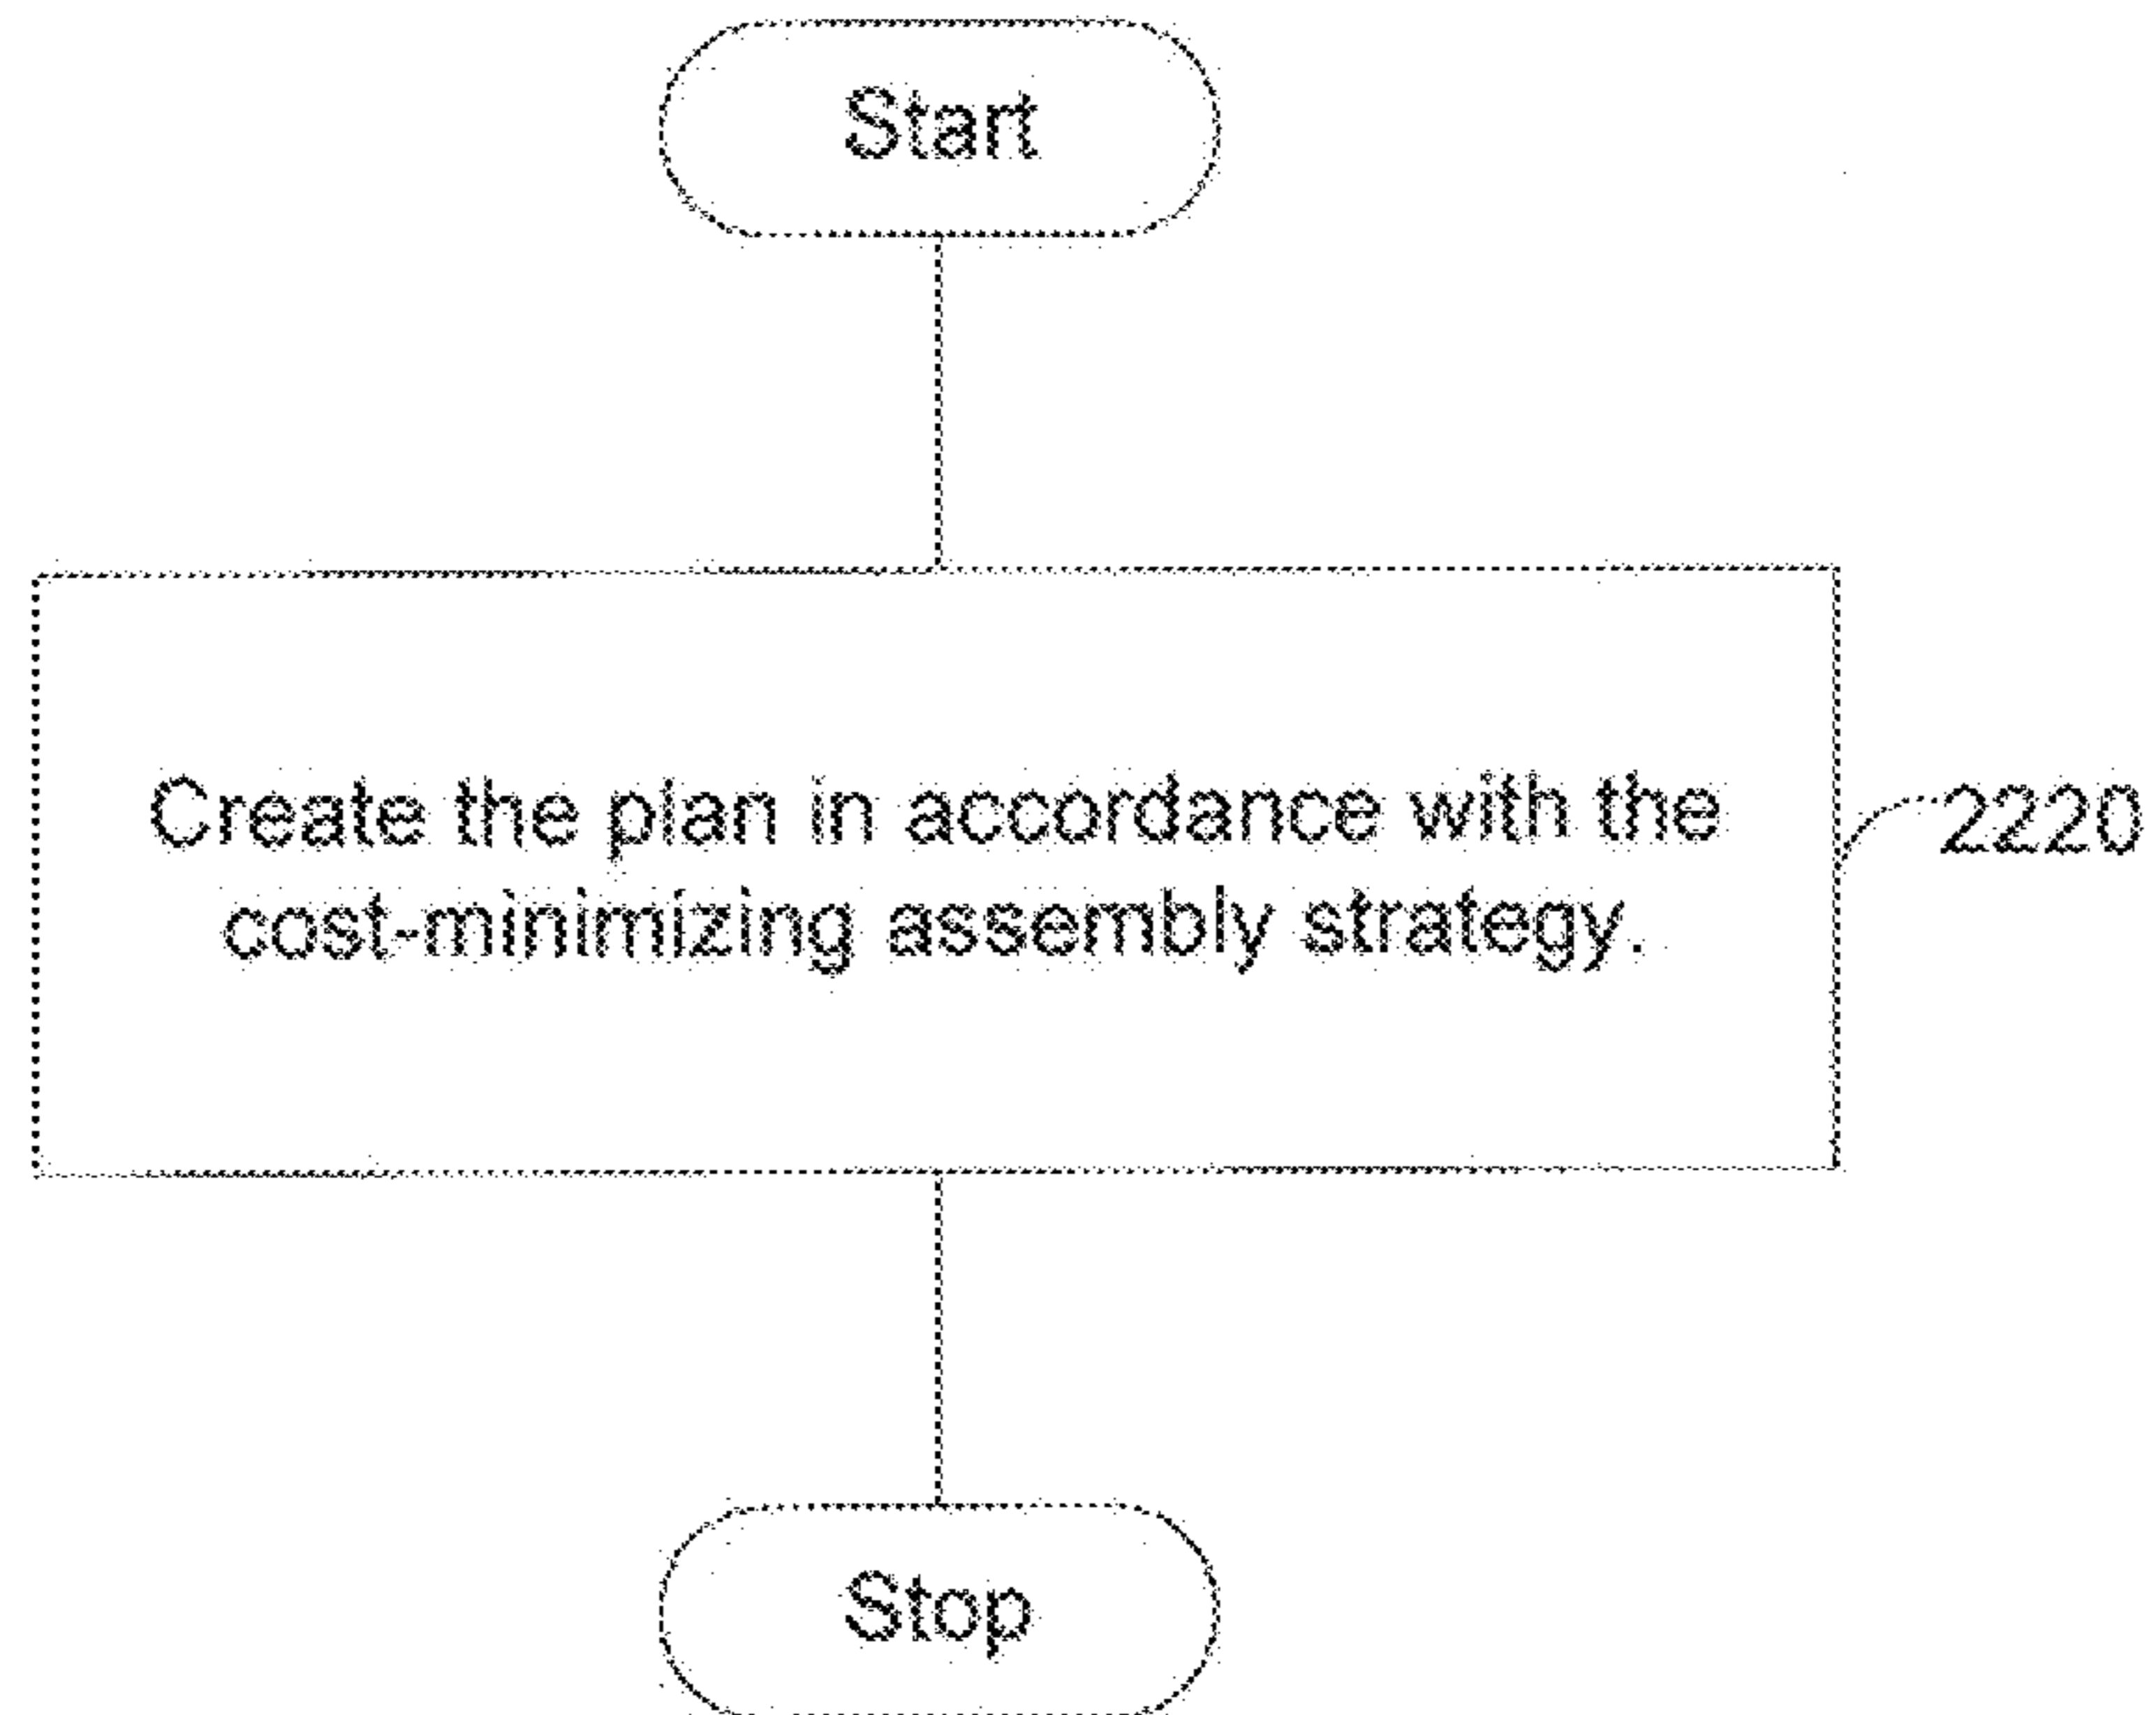 Start
Create the plan in accordance with the
cost-minimizing assembly strategy.
2220
Stop